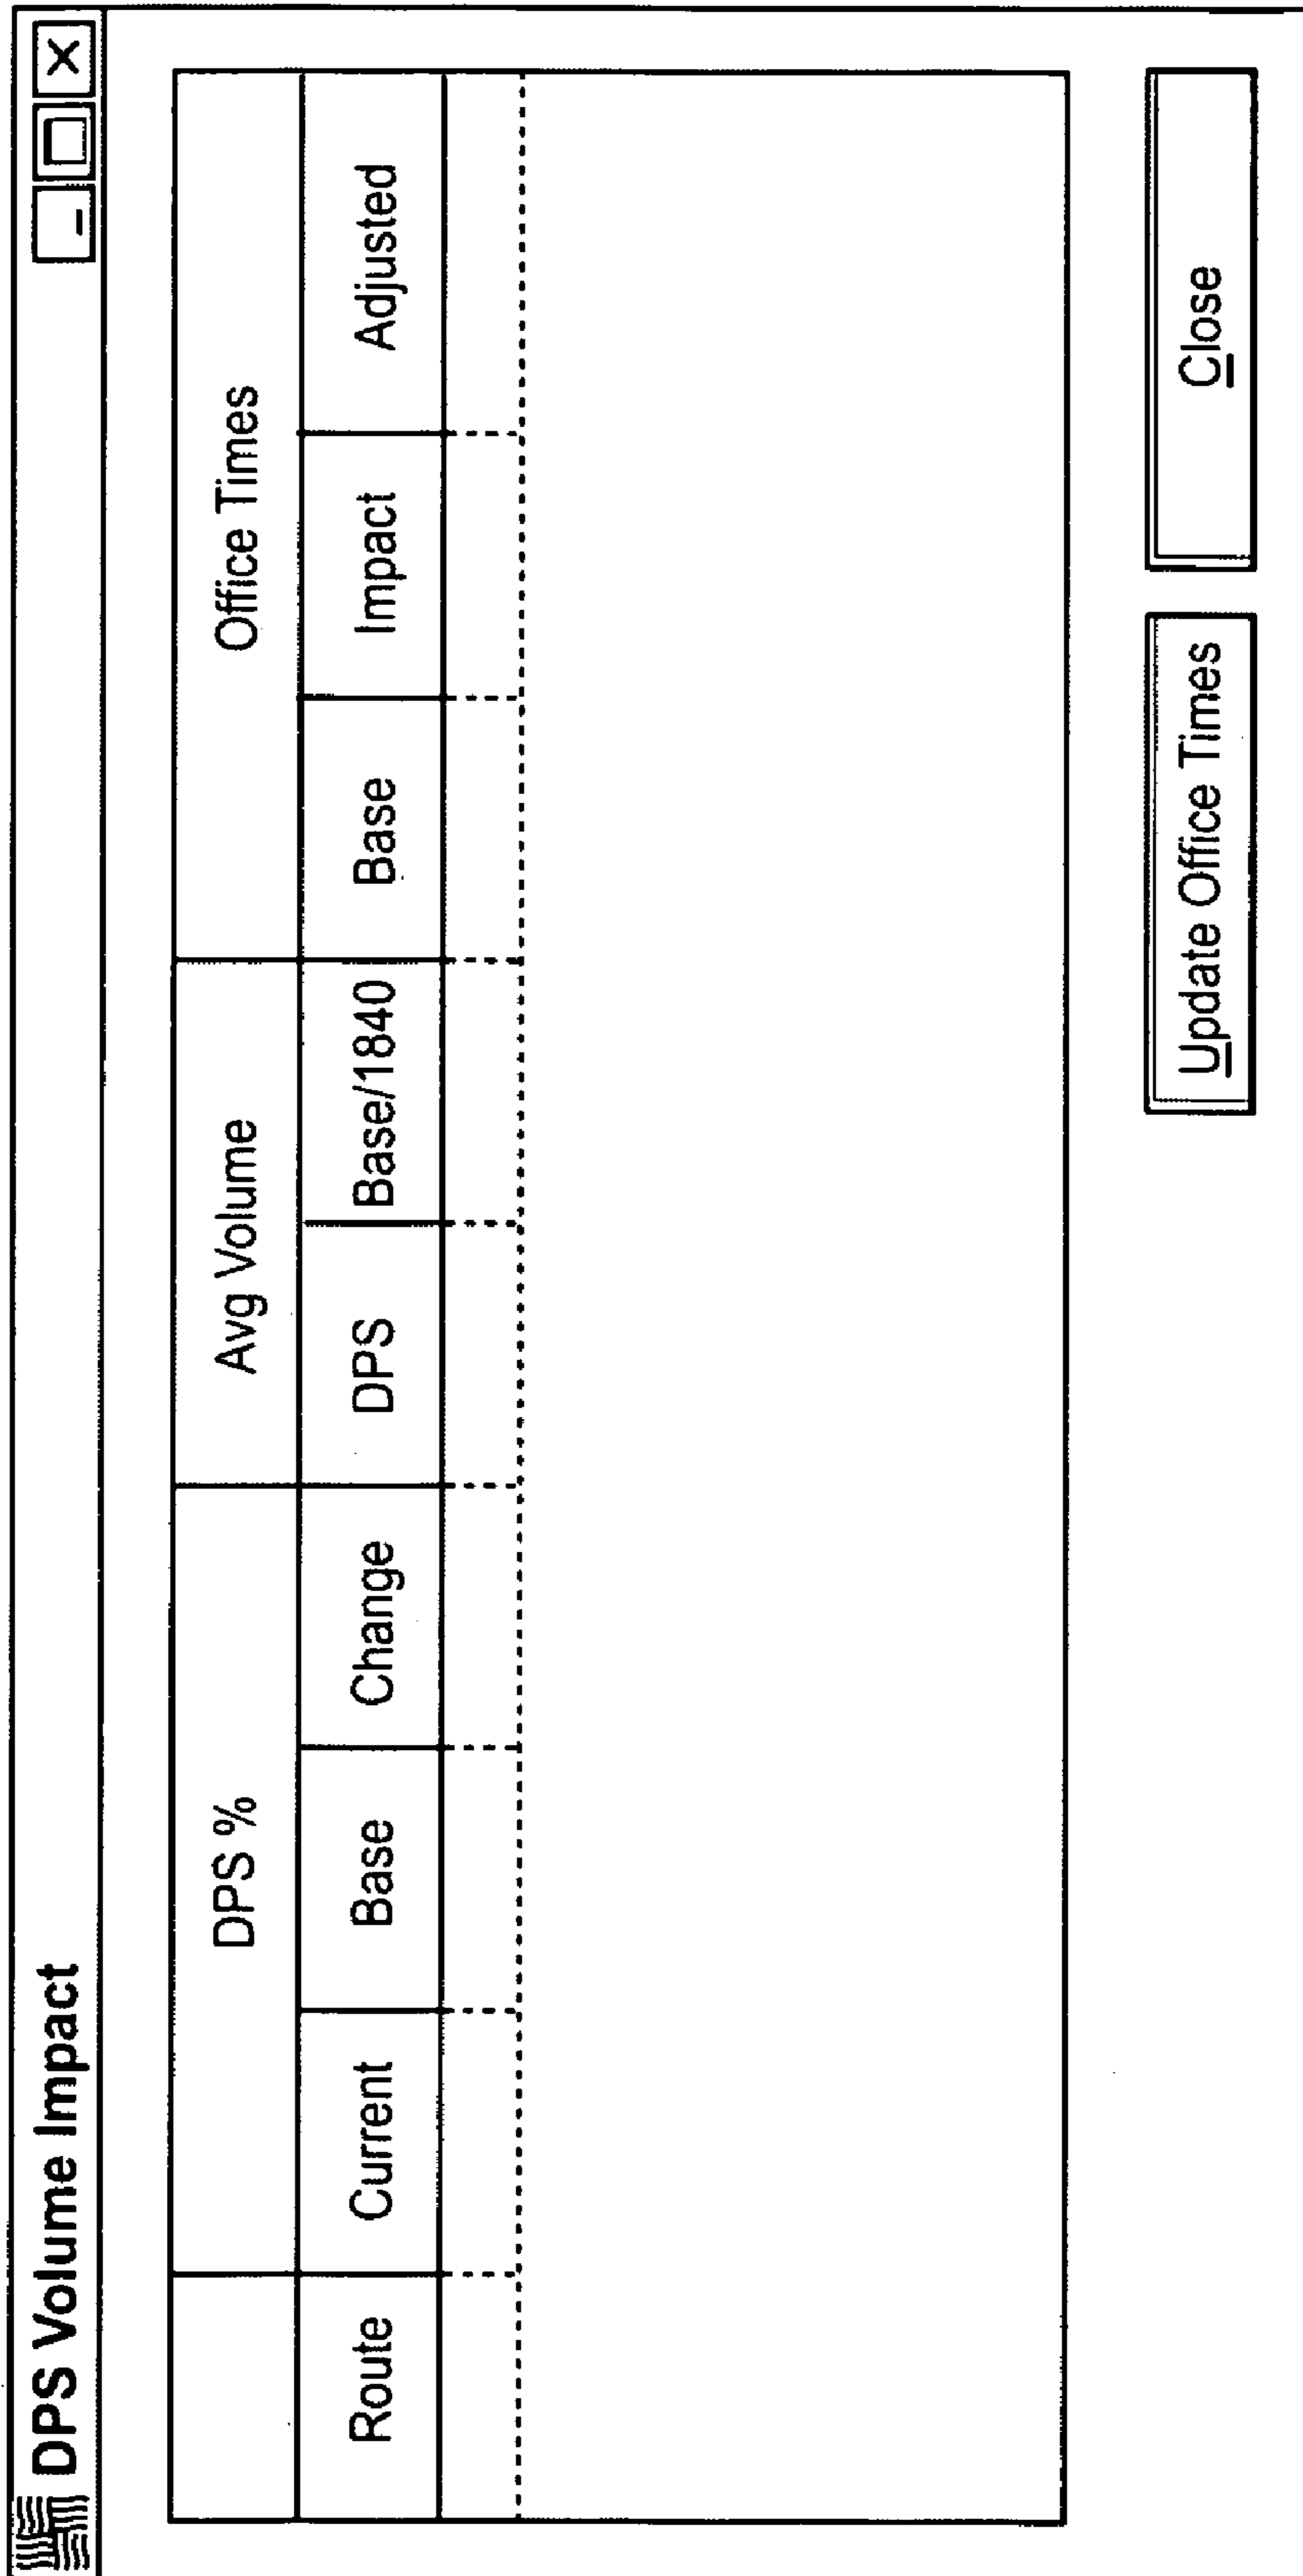 DPS Volume Impact
DPS %
Avg Volume
Office Times
Route
Current
Base
Change
DPS
Base/1840
Base
Impact
Adjusted
Update Office Times
Close